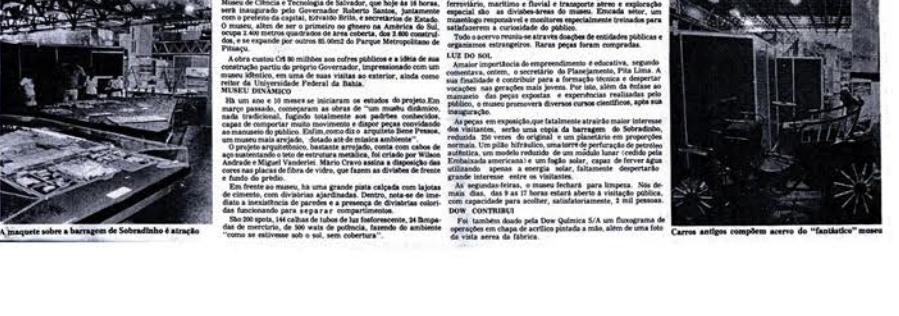 Museu de Ciência e Tecnologia de Salvador, que hoje às 16 horas,
será inaugurado pelo Governador Roberto Santos, juntamente
com o prefeito da capital, Edvaldo Brito, e secretários de Estado.
O museu, além de ser o primeiro no gênero na América do Sul,
ocupa 2.400 metros quadrados de área coberta, dos 3.600 construí-
dos, e se expande por outros 85.00m2 do Parque Metropolitano de
Pituaçu.
A obra custou Cr$ 80 milhões aos cofres públicos e a idéia de sua
construção partiu do próprio Governador, impressionado com um
museu idêntico, em uma de suas visitas ao exterior, ainda como
reitor da Universidade Federal da Bahia.
MUSEU DINÂMICO
Há um ano e 10 meses se iniciaram os estudos do projeto.Em
março passado, começaram as obras de "um museu dinâmico,
nada tradicional, fugindo totalmente aos padrões conhecidos,
capaz de comportar muito movimento e dispor peças convidando
ao manuseio do público. Enfim,como diz o arquiteto Bene Pessoa,
um museu mais arejado, dotado até de música ambiente".
O projeto arquitetônico, bastante arrojado, conta com cabos de
aço sustentando o teto de estrutura metálica, foi criado por Wilson
Andrade e Miguel Vanderlei. Mário Cravo assina a disposição das
cores nas placas de fibra de vidro, que fazem as divisões de frente
e fundo do prédio.
Em frente ao museu, há uma grande pista calçada com lajotas
de cimento, com divisórias ajardinadas. Dentro, nota-se de ime-
diato a inexistência de paredes e a presença de divisórias colori-
das funcionando para separar compartimentos.
São 200 spots, 144 calhas de tubos de luz fosforescente, 24 lâmpa-
das de mercúrio, de 500 wats de potência, fazendo do ambiente
"como se estivesse sob o sol, sem cobertura".
ferroviário, marítimo e fluvial e transporte aéreo e exploração
espacial são as divisões-áreas do museu. Emcada setor, um
museólogo responsável e monitores especialmente treinados para
satisfazerem a curiosidade do público.
Todo o acervo reuniu-se através doações de entidades públicas e
organismos estrangeiros. Raras peças foram compradas.
LUZ DO SOL
Amaior importância do empreendimento é educativa, segundo
comentava, ontem, o secretário do Planejamento, Pita Lima. A
sua finalidade é contribuir para a formação técnica e despertar
vocações nas gerações mais jovens. Por isto, além da ênfase ao
manuseio das peças expostas e experiências realizadas pelo
público, o museu promoverá diversos cursos científicos, após sua
inauguração.
As peças em exposição,que fatalmente atrairão maior interesse
dos visitantes, serão uma cópia da barragem do Sobradinho,
reduzida 250 vezes do original e um planetário em proporções
normais. Um pilão hidráulico, uma torre de perfuração de petróleo
autêntica, um modelo reduzido de um módulo lunar (cedido pela
Embaixada americana) e um fogão solar, capaz de ferver água
utilizando apenas a energia solar, faltamente despertarão
grande interesse entre os visitantes.
Às segundas-feiras, o museu fechará para limpeza. Nos de-
mais dias, das 9 às 17 horas estará aberto à visitação pública,
com capacidade para acolher, satisfatoriamente, 2 mil pessoas.
DOW CONTRIBUI
Foi também doado pela Dow Química S/A um fluxograma de
operações em chapa de acrílico pintada a mão, além de uma foto
da vista aerea da fábrica.
A maquete sobre a barragem de Sobradinho é atração
Carros antigos compõem acervo do "fantástico" museu